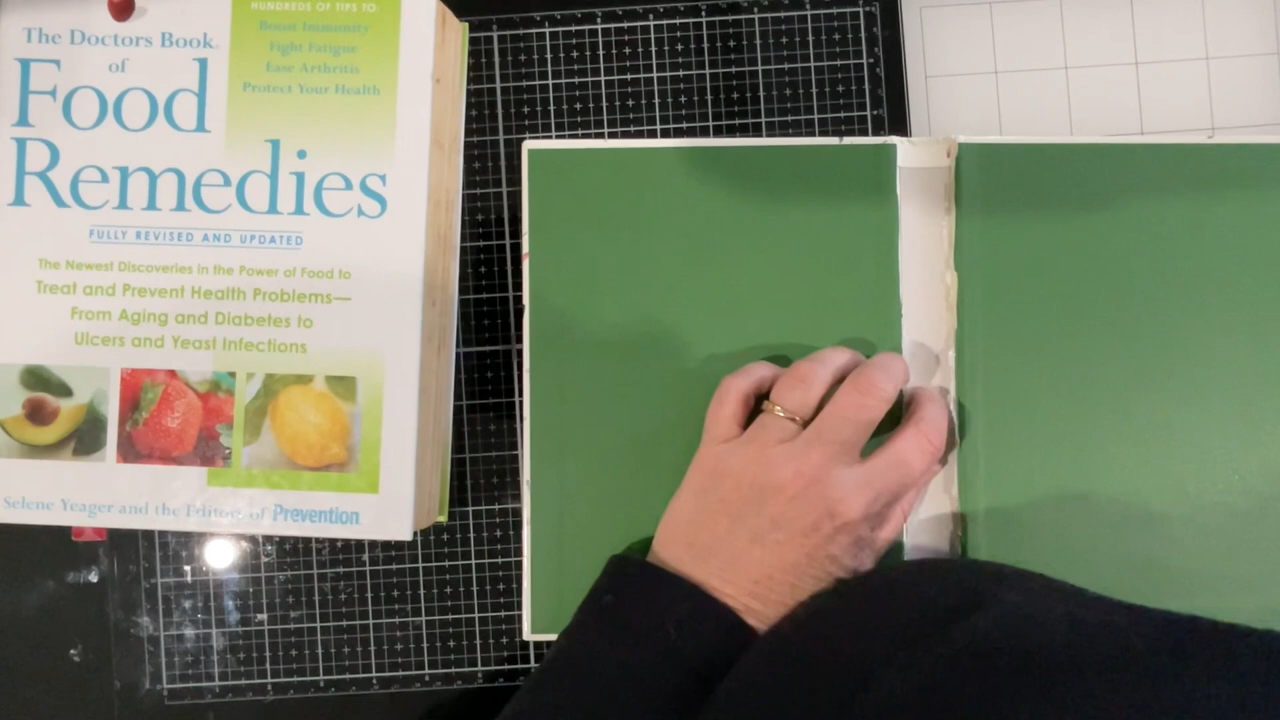 The Doctors Book
of
Food
Remedies
FULLY REVISED AND UPDATED
The Newest Discoveries in the Power of Food to
Treat and Prevent Health Problems—
From Aging and Diabetes to
Ulcers and Yeast Infections
Selene Yeager and the Editors of Prevention
HUNDREDS OF TIPS TO:
Boost Immunity
Fight Fatigue
Ease Arthritis
Protect Your Health